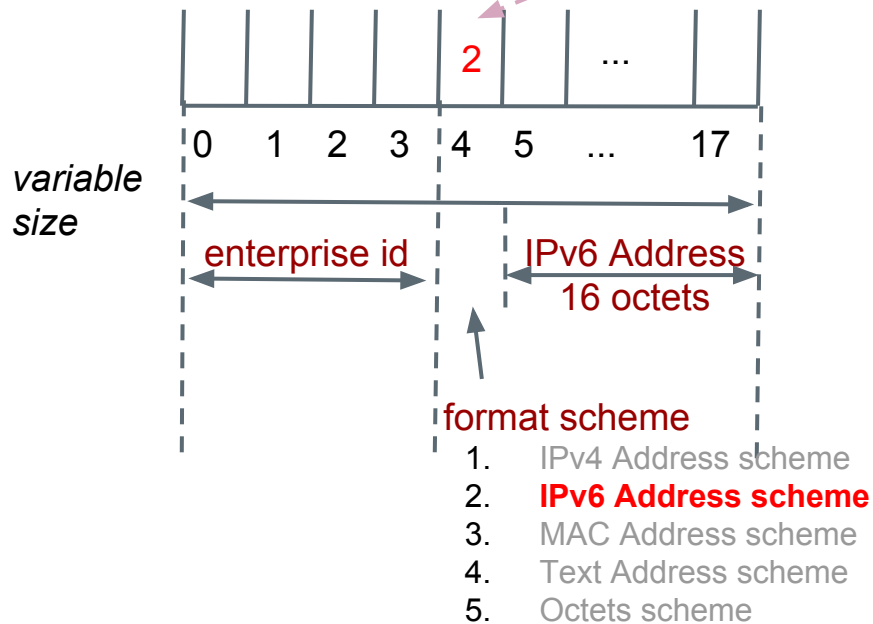 2 ...
0 1 2 3 4 5 ... 17
variable
size
enterprise id IPv6 Address
16 octets
format scheme
1. IPv4 Address scheme
2. IPv6 Address scheme
3. MAC Address scheme
4. Text Address scheme
5. Octets scheme